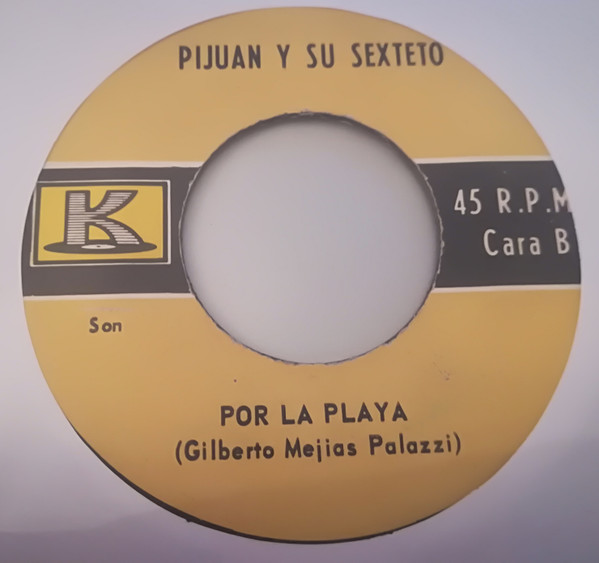 PIJUAN Y SU SEXTETO
K
45 R.P.M
Cara B
Son
POR LA PLAYA
(Gilberto Mejias Palazzi)